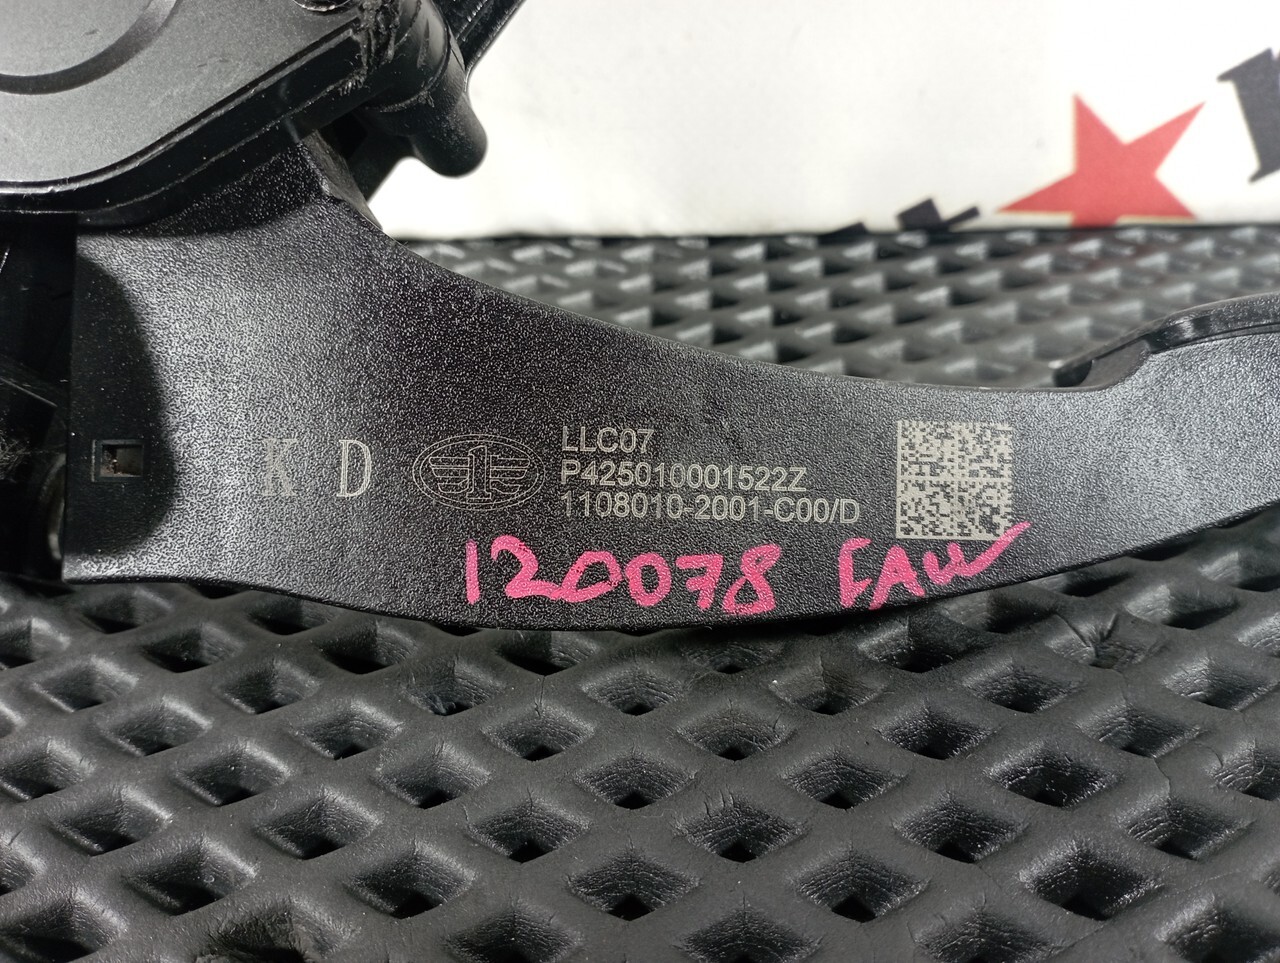 K D
LLC07
P425010001522Z
1108010-2001-C00/D
120078 FAW